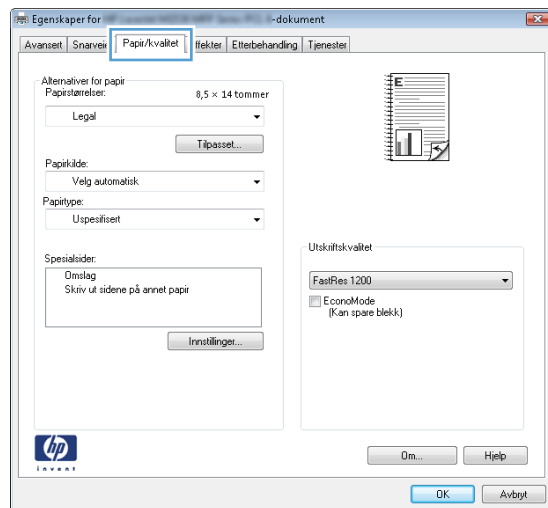 Egenskaper for -dokument
Avansert Snarveier Papir/kvalitet ffekter Etterbehandling Tjenester
Alternativer for papir
Papirstørrelser: 8,5 × 14 tommer
Legal
Tilpasset...
Papirkilde:
Velg automatisk
Papirtype:
Uspesifisert
Spesialsider:
Omslag
Skriv ut sidene på annet papir
Innstillinger...
E
Utskriftskvalitet
FastRes 1200
EconoMode
(Kan spare blekk)
hp
invent
Om... Hjelp
OK Avbryt